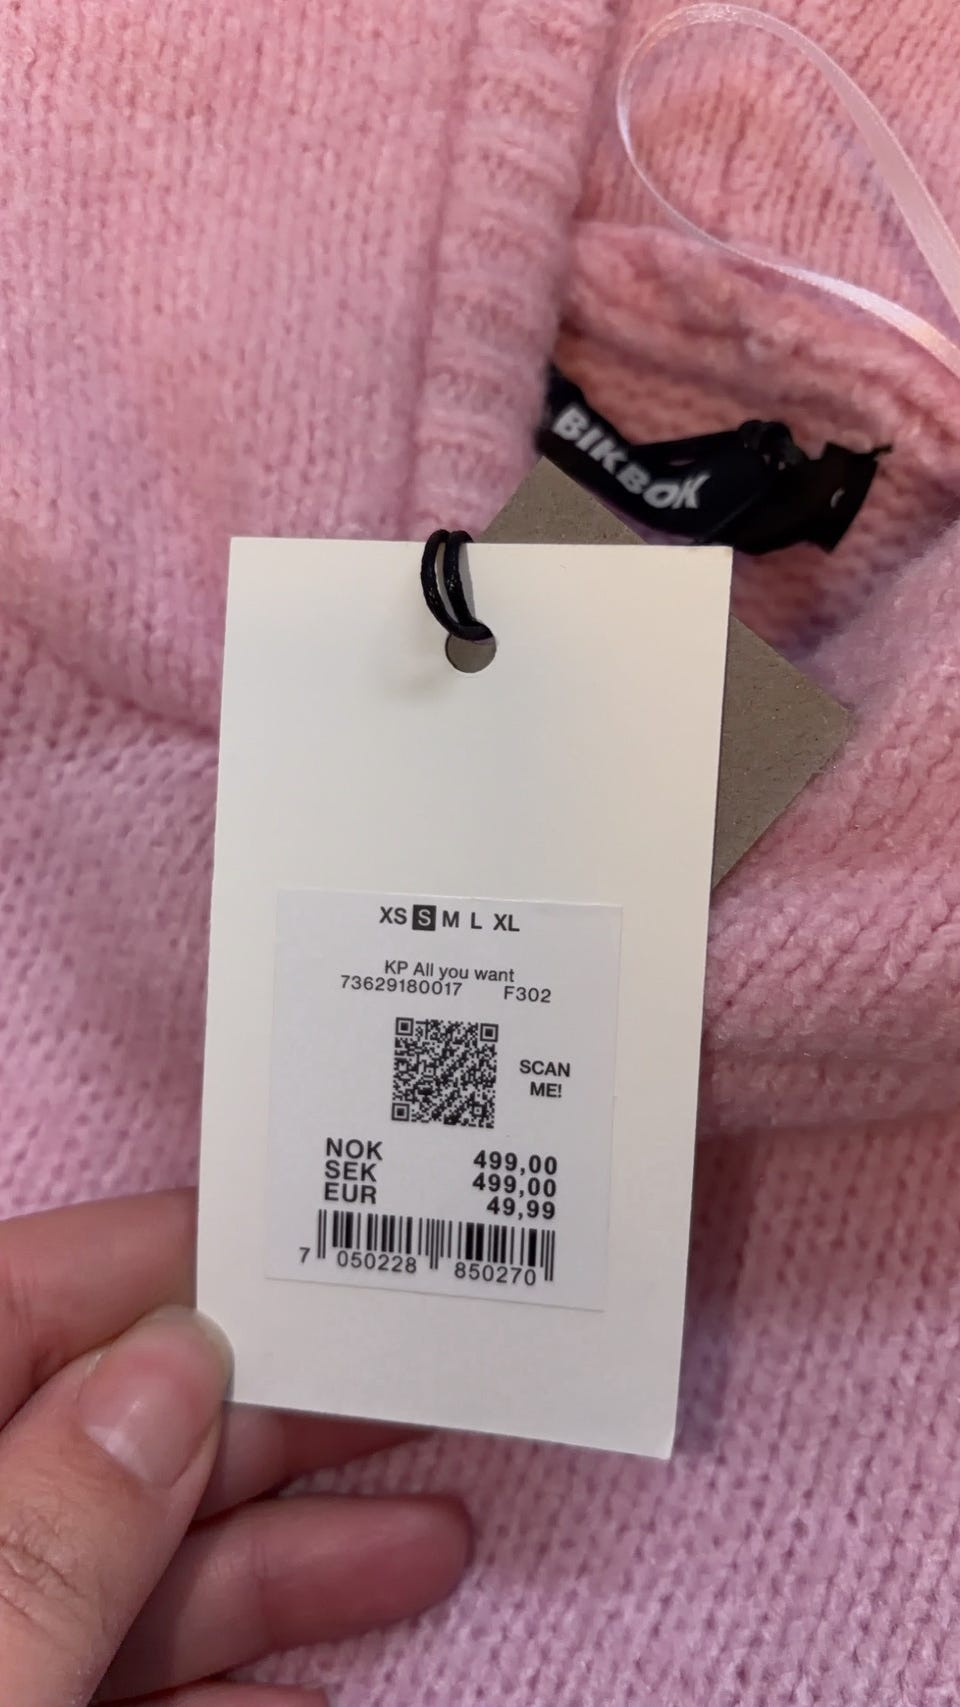 BIKBOK
XS S M L XL
KP All you want
73629180017 F302
SCAN
ME!
NOK 499,00
SEK 499,00
EUR 49,99
7 050228 850270